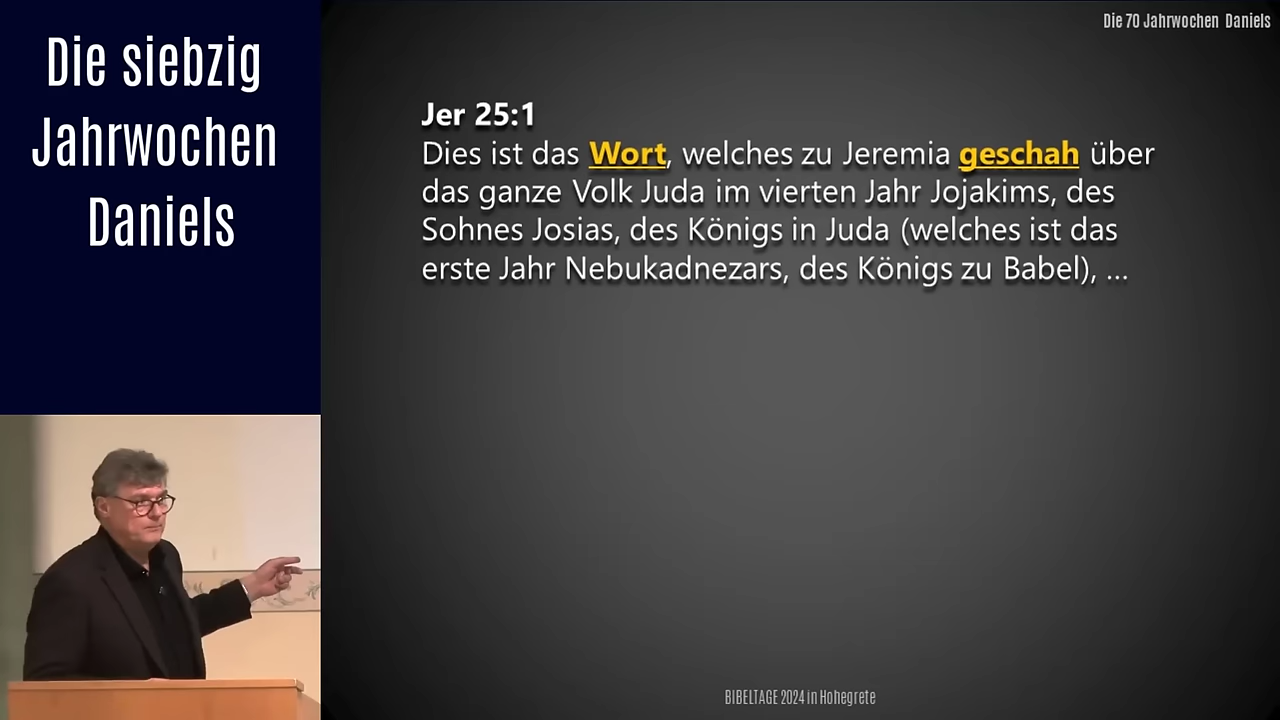 Die siebzig
Jahrwochen
Daniels
Die 70 Jahrwochen Daniels
Jer 25:1
Dies ist das Wort, welches zu Jeremia geschah über
das ganze Volk Juda im vierten Jahr Jojakims, des
Sohnes Josias, des Königs in Juda (welches ist das
erste Jahr Nebukadnezars, des Königs zu Babel), ...
BIBELTAGE 2024 in Hohegrete